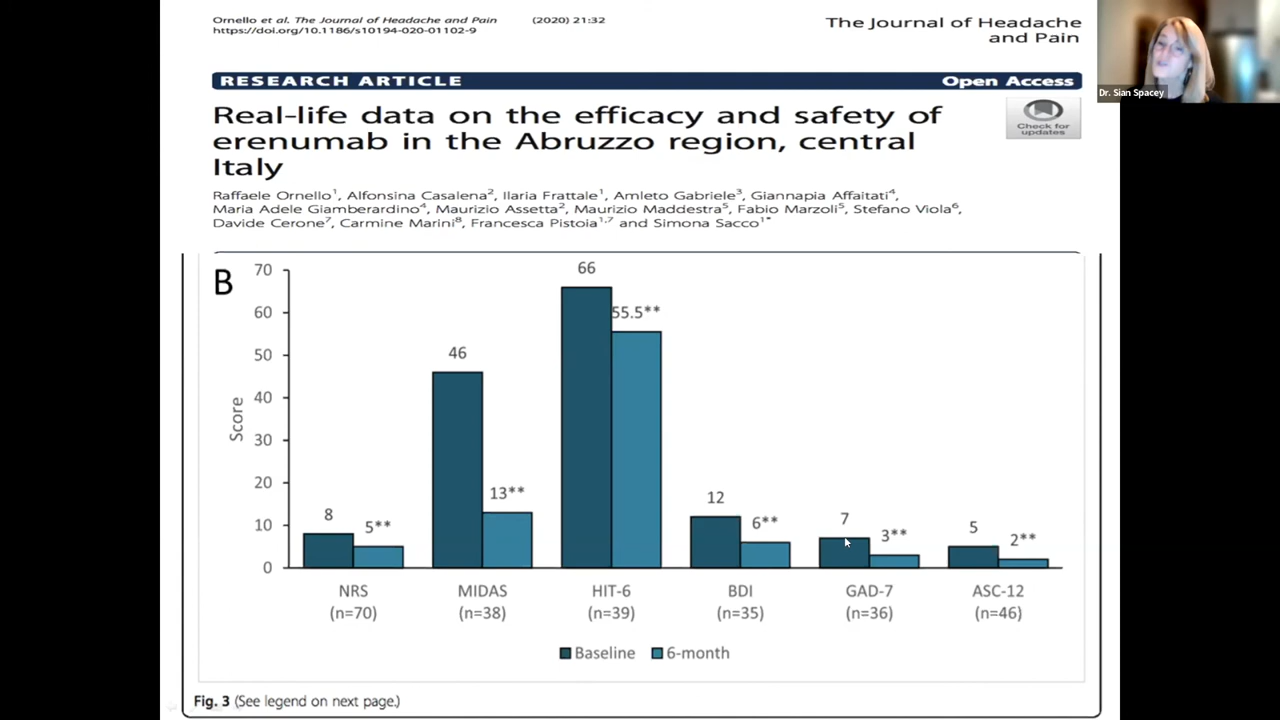 Ornello et al. The Journal of Headache and Pain (2020) 21:32
https://doi.org/10.1186/s10194-020-01102-9
The Journal of Headache
and Pain
Dr. Sian Spacey
RESEARCH ARTICLE Open Access
Real-life data on the efficacy and safety of
erenumab in the Abruzzo region, central
Italy
Check for
updates
Raffaele Ornello1, Alfonsina Casalena2, Ilaria Frattale1, Amleto Gabriele3, Giannapia Affaitati4,
Maria Adele Giamberardino4, Maurizio Assetta2, Maurizio Maddestra5, Fabio Marzoli5, Stefano Viola6,
Davide Cerone7, Carmine Marini8, Francesca Pistoia1,7 and Simona Sacco1*
B
Score
70
60
50
40
30
20
10
0
8 5**
46 13**
66 55.5**
12 6**
7 3**
5 2**
NRS MIDAS HIT-6 BDI GAD-7 ASC-12
(n=70) (n=38) (n=39) (n=35) (n=36) (n=46)
Baseline 6-month
Fig. 3 (See legend on next page.)